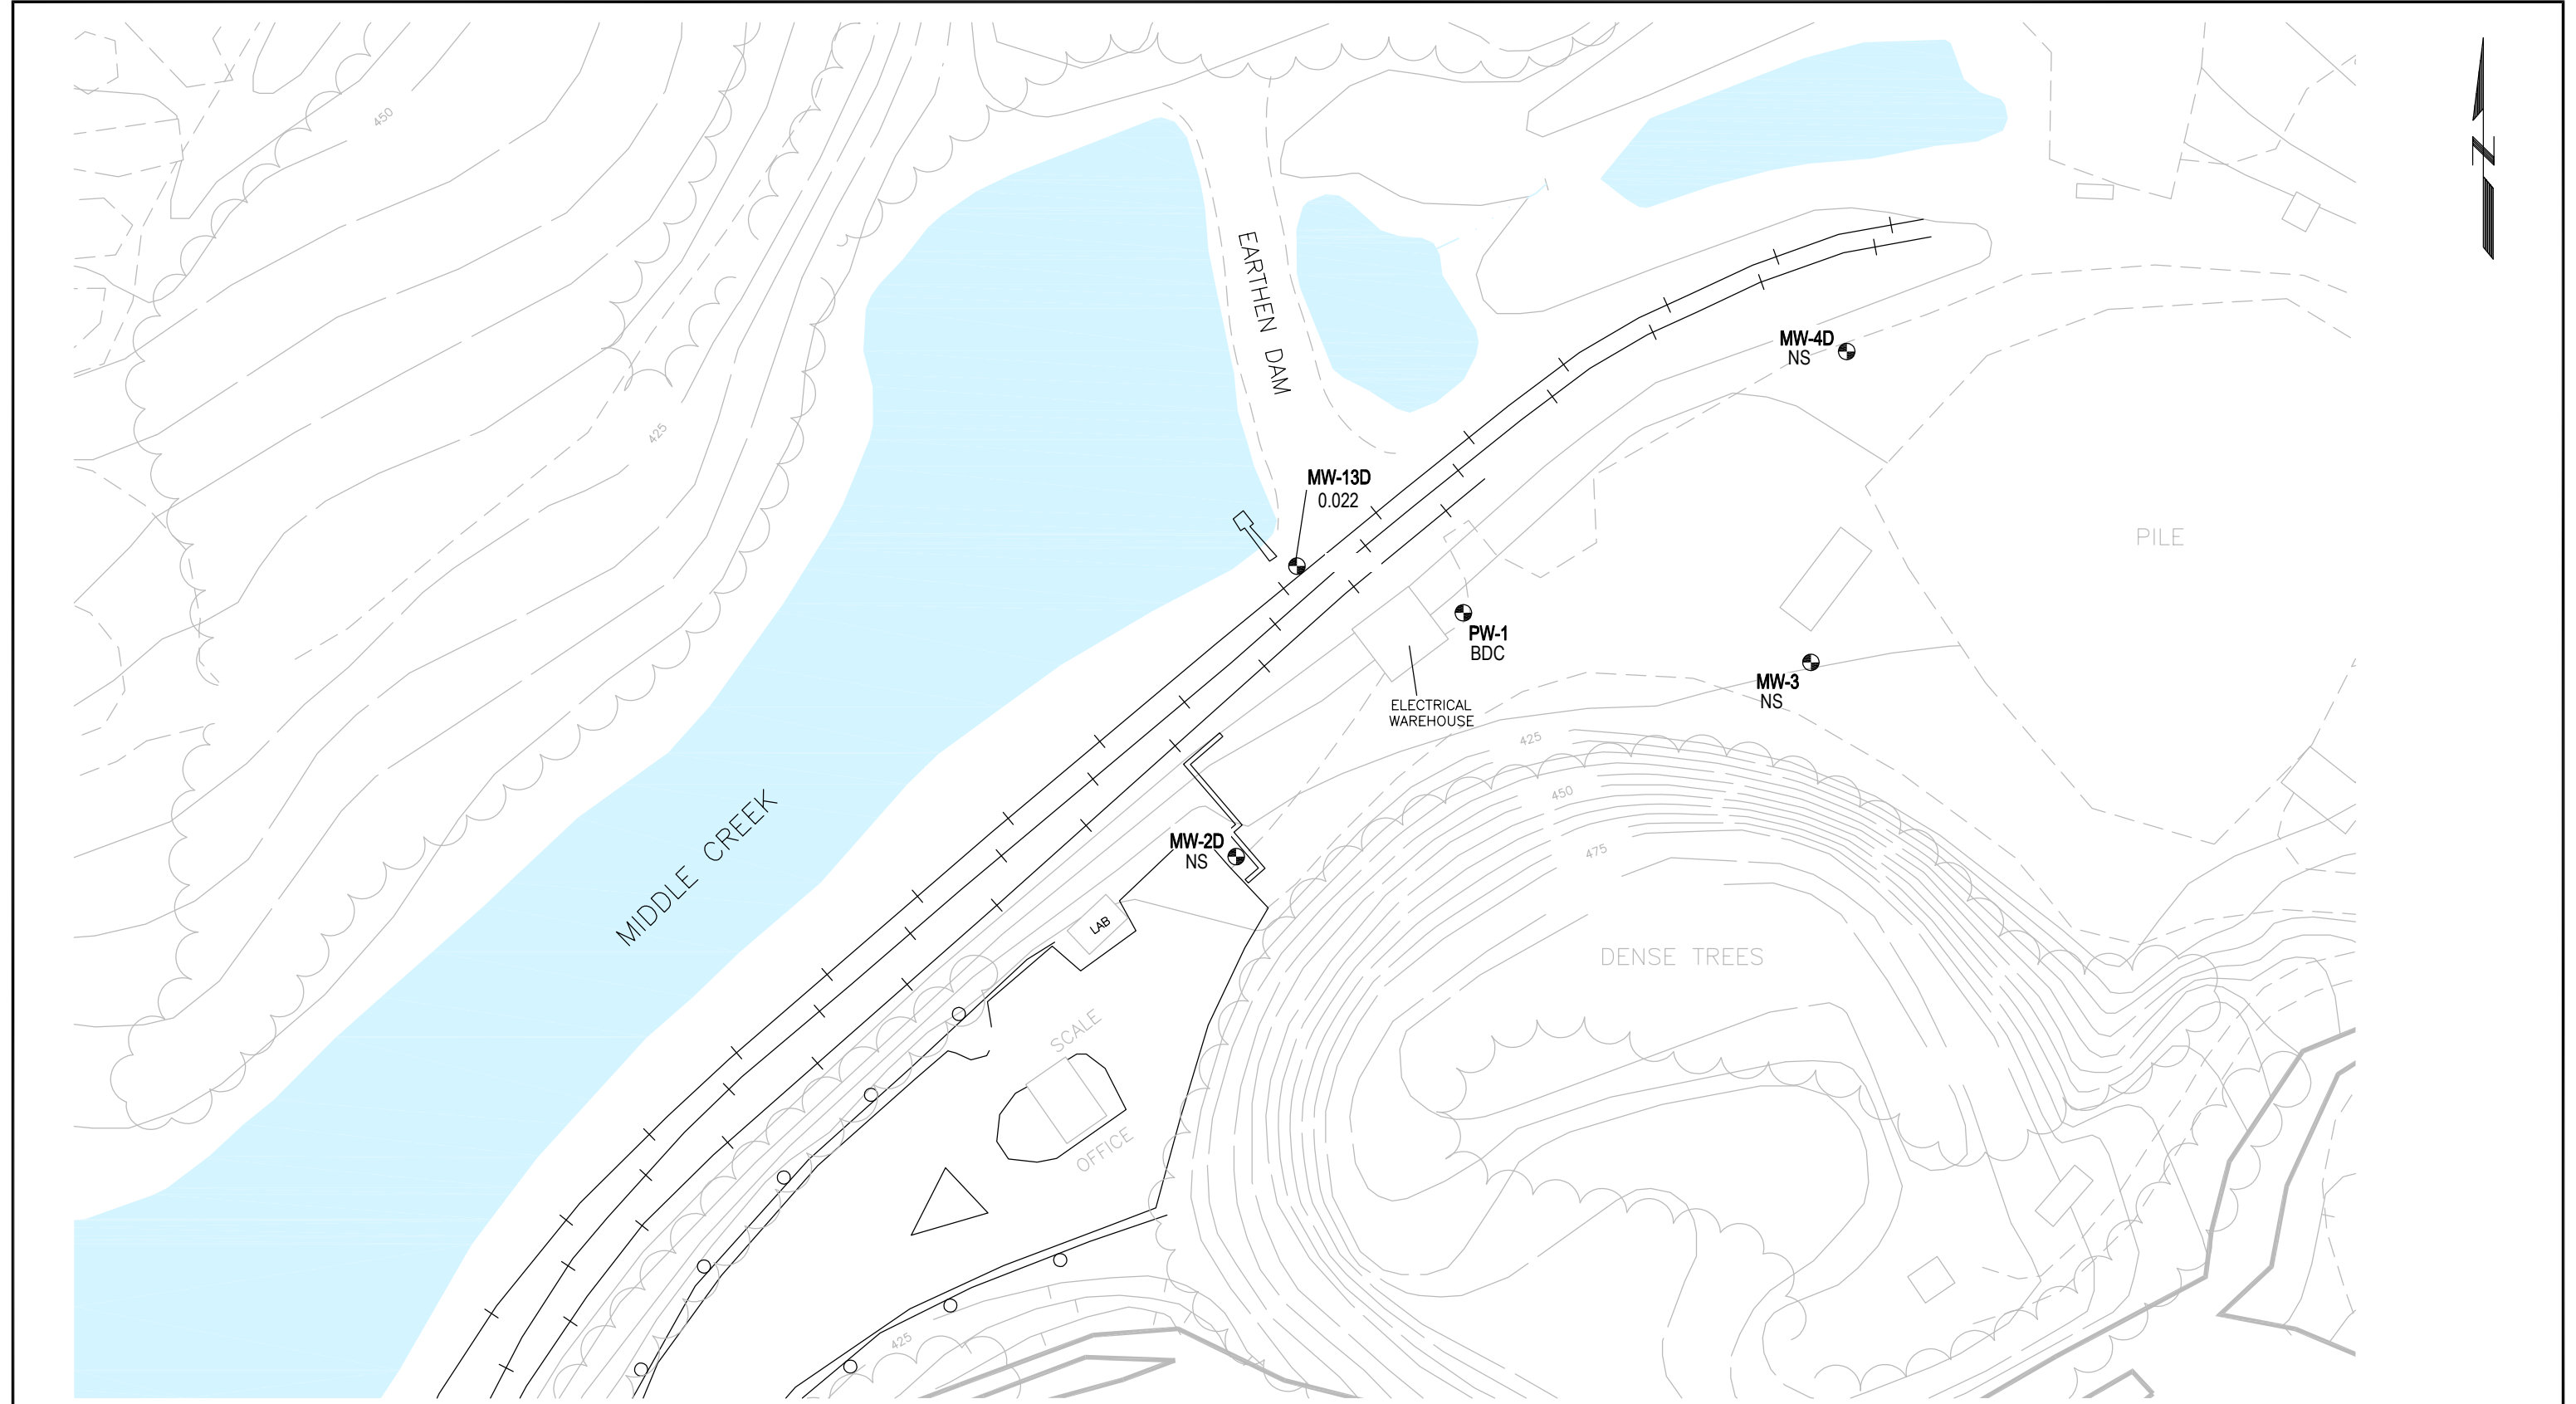 450
N
EARTHEN DAM
MW-4D
NS
425
MW-13D
0.022
PILE
PW-1
BDC
MW-3
NS
ELECTRICAL
WAREHOUSE
425
450
MIDDLE CREEK
MW-2D
NS
475
LAB
DENSE TREES
SCALE
OFFICE
425